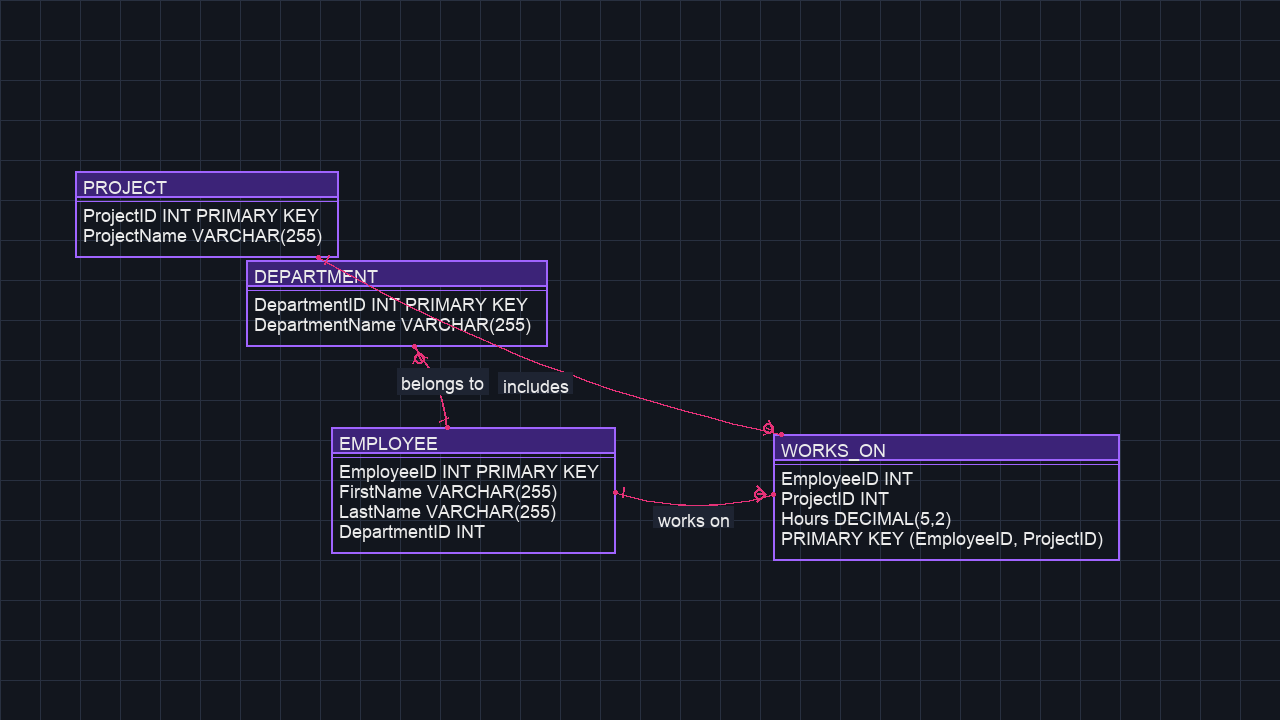 PROJECT
ProjectID INT PRIMARY KEY
ProjectName VARCHAR(255)
DEPARTMENT
DepartmentID INT PRIMARY KEY
DepartmentName VARCHAR(255)
belongs to
includes
EMPLOYEE
EmployeeID INT PRIMARY KEY
FirstName VARCHAR(255)
LastName VARCHAR(255)
DepartmentID INT
works on
WORKS_ON
EmployeeID INT
ProjectID INT
Hours DECIMAL(5,2)
PRIMARY KEY (EmployeeID, ProjectID)